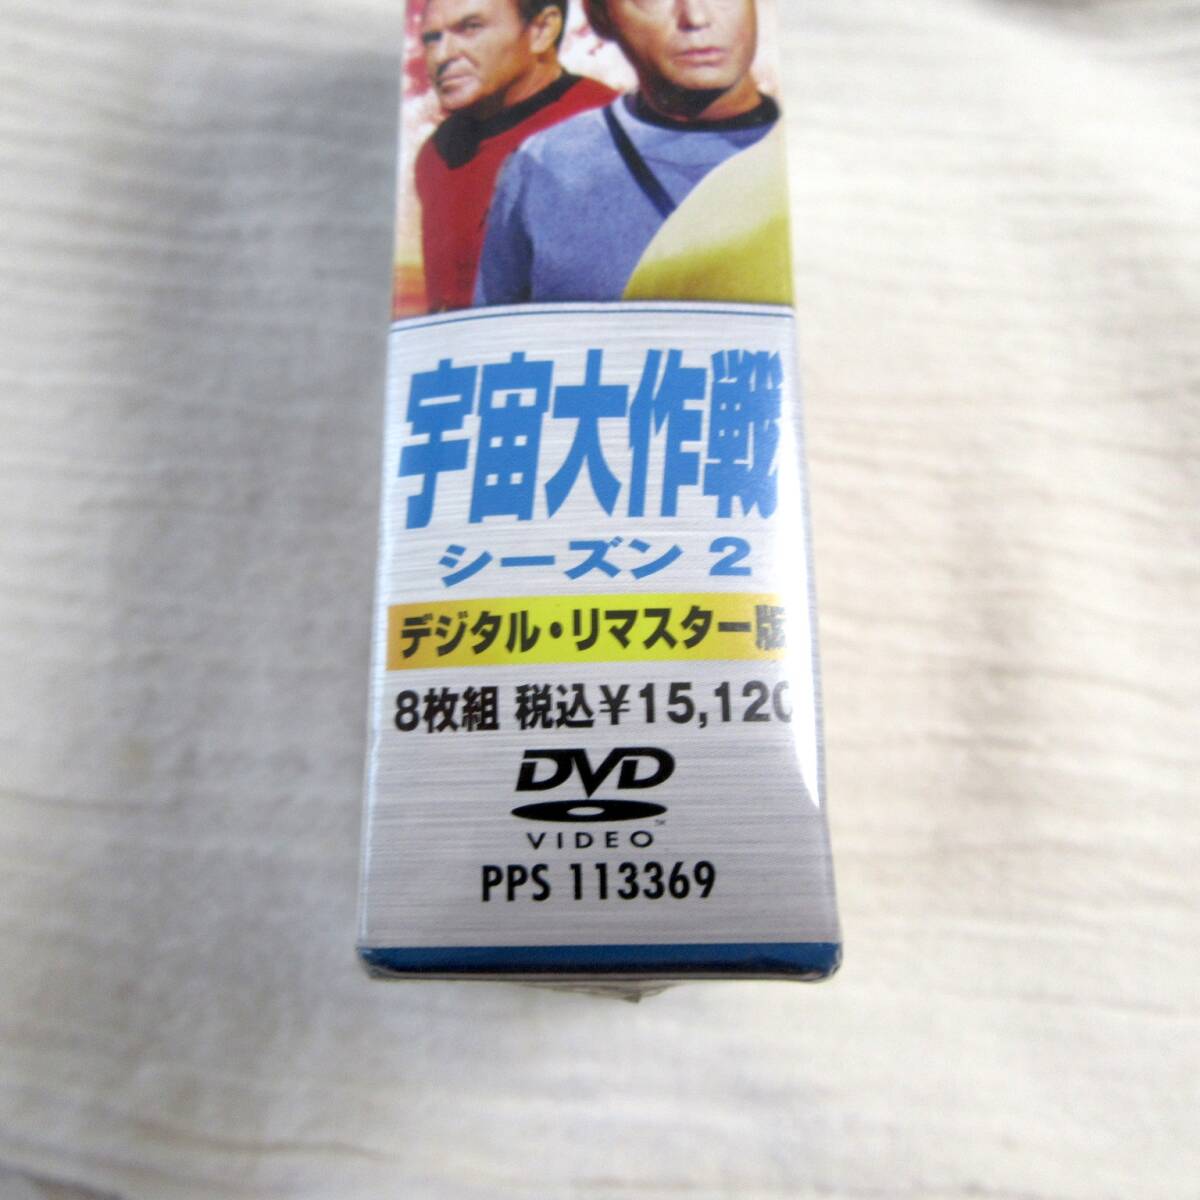 宇宙大作戦
シーズン 2
デジタル・リマスター版
8枚組 税込¥15,120
DVD
VIDEO
PPS 113369